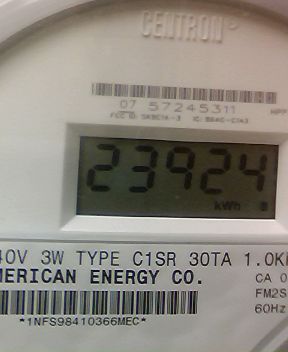 CENTRON®
07 57245311
23924
kWh
40V 3W TYPE C1SR 30TA 1.0K
MERICAN ENERGY CO.
CA 0
FM2S
60Hz
*1NFS98410366MEC*